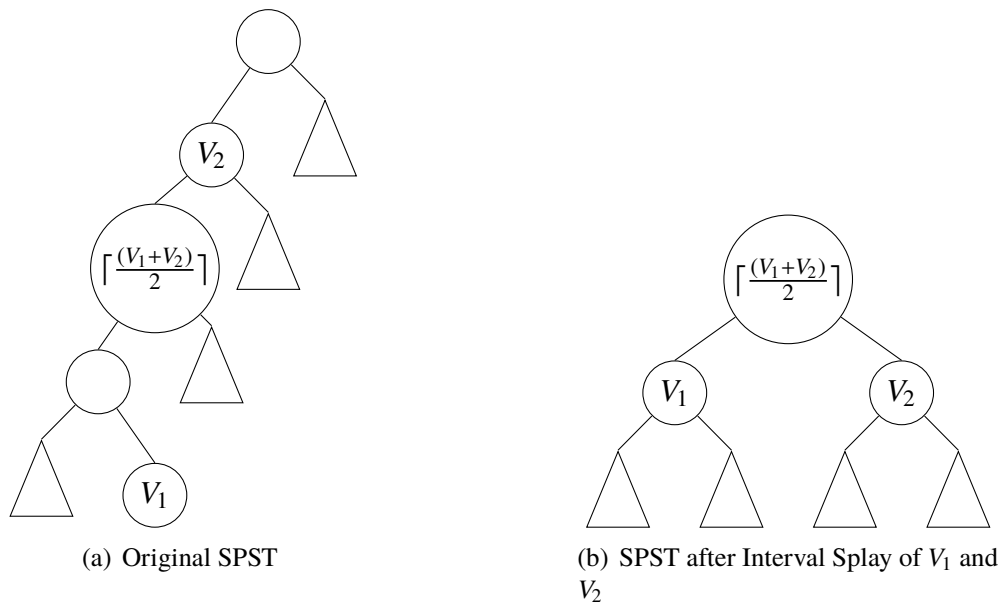 V₂
⌈(V₁+V₂)/2⌉
V₁
(a) Original SPST
⌈(V₁+V₂)/2⌉
V₁ V₂
(b) SPST after Interval Splay of V₁ and
V₂